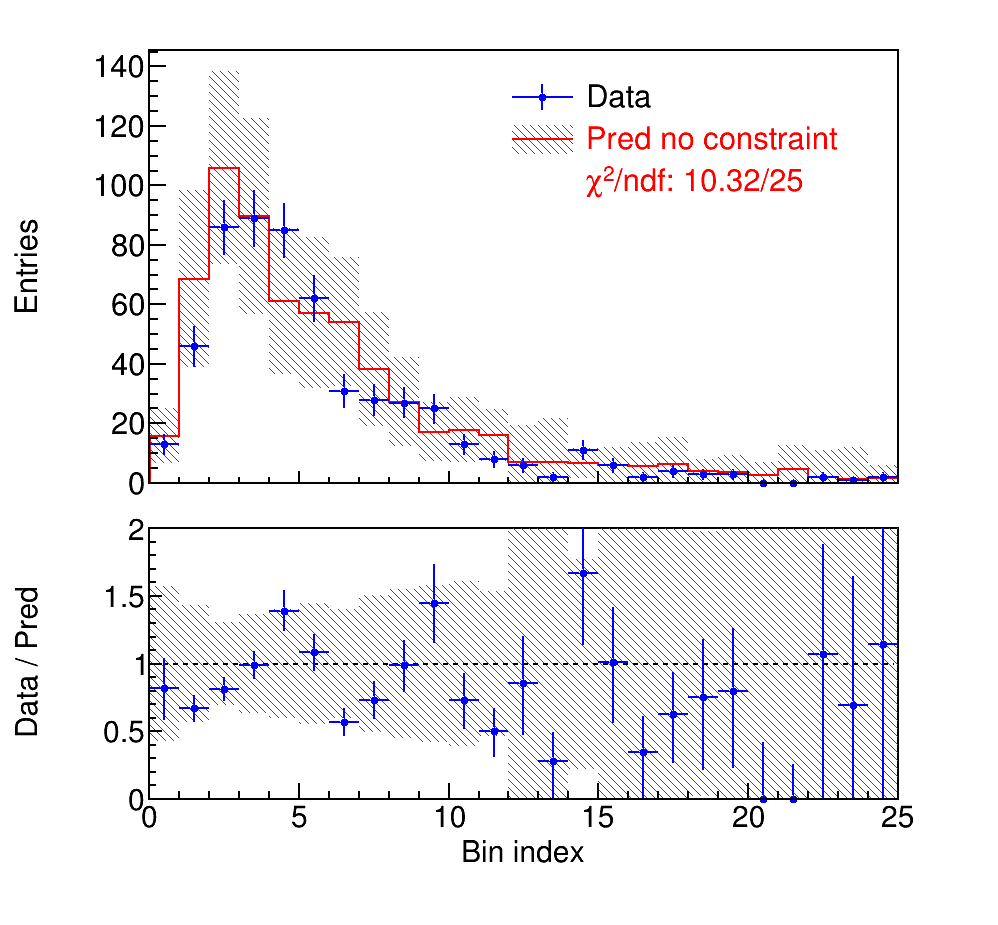 140
120
100
80
60
40
20
0
Entries
Data
Pred no constraint
χ²/ndf: 10.32/25
2
1.5
1
0.5
0
Data / Pred
0 5 10 15 20 25
Bin index